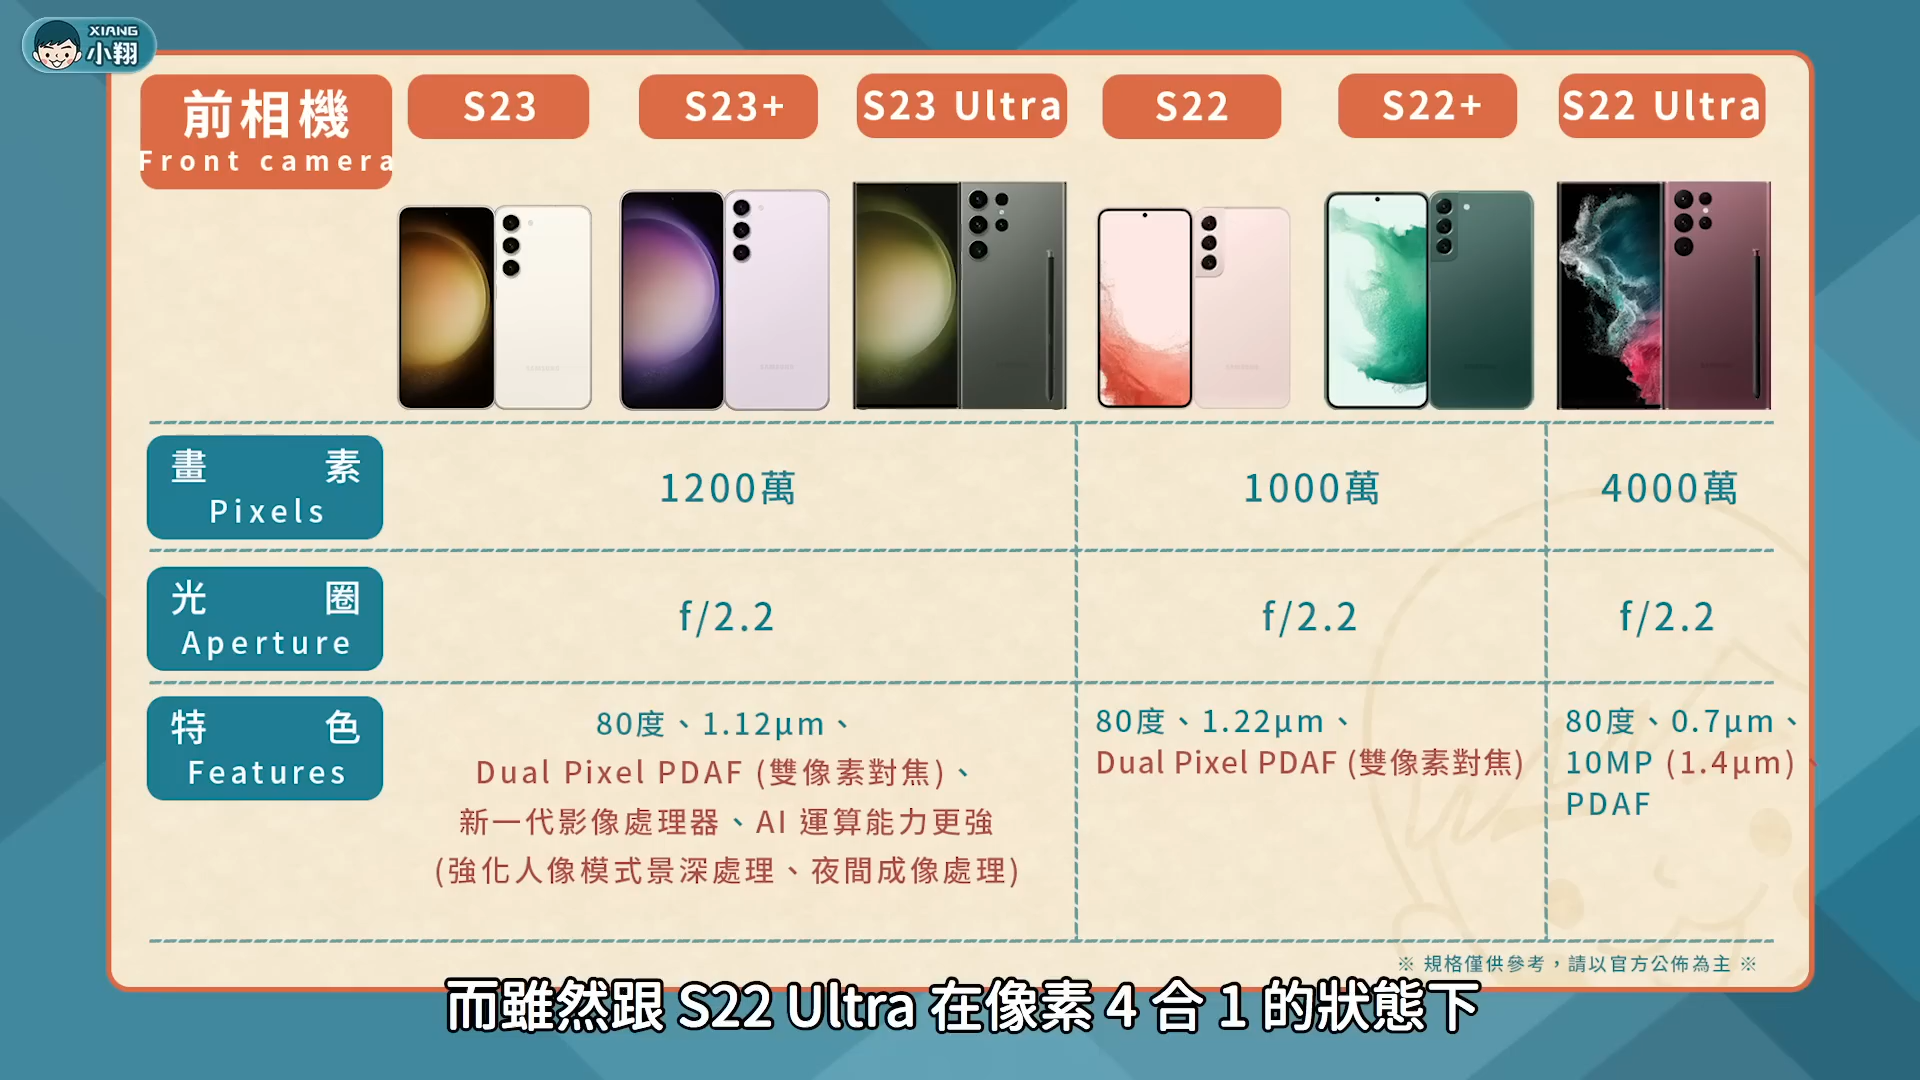 XIANG
小翔
前相機
Front camera
S23
S23+
S23 Ultra
S22
S22+
S22 Ultra
SAMSUNG
SAMSUNG
SAMSUNG
畫素
Pixels
1200萬
1000萬
4000萬
光圈
Aperture
f/2.2
f/2.2
f/2.2
特色
Features
80度、1.12μm、
Dual Pixel PDAF (雙像素對焦)、
新一代影像處理器、AI 運算能力更強
(強化人像模式景深處理、夜間成像處理)
80度、1.22μm、
Dual Pixel PDAF (雙像素對焦)
80度、0.7μm、
10MP (1.4μm)、
PDAF
※ 規格僅供參考，請以官方公佈為主 ※
而雖然跟 S22 Ultra 在像素 4 合 1 的狀態下